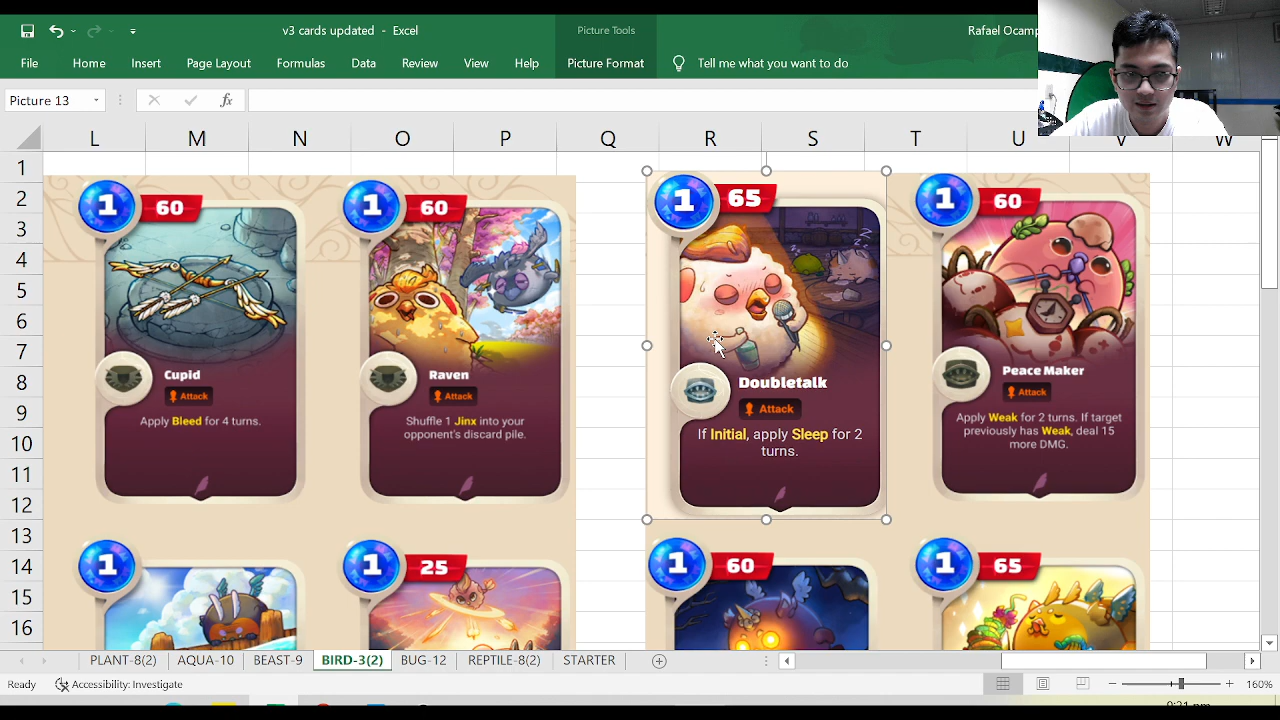 v3 cards updated - Excel
Picture Tools
Rafael Ocamp
File Home Insert Page Layout Formulas Data Review View Help Picture Format Tell me what you want to do
Picture 13
fx
L M N O P Q R S T U V W
1
2
3
4
5
6
7
8
9
10
11
12
13
14
15
16
1 60
Cupid
Attack
Apply Bleed for 4 turns.
1 60
Raven
Attack
Shuffle 1 Jinx into your
opponent's discard pile.
1 65
Doubletalk
Attack
If Initial, apply Sleep for 2
turns.
1 60
Peace Maker
Attack
Apply Weak for 2 turns. If target
previously has Weak, deal 15
more DMG.
1
1 25
1 60
1 65
PLANT-8(2) AQUA-10 BEAST-9 BIRD-3(2) BUG-12 REPTILE-8(2) STARTER
Ready Accessibility: Investigate 160%